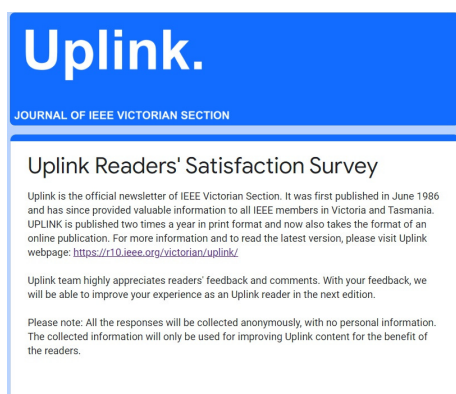 Uplink.
JOURNAL OF IEEE VICTORIAN SECTION
Uplink Readers' Satisfaction Survey
Uplink is the official newsletter of IEEE Victorian Section. It was first published in June 1986
and has since provided valuable information to all IEEE members in Victoria and Tasmania.
UPLINK is published two times a year in print format and now also takes the format of an
online publication. For more information and to read the latest version, please visit Uplink
webpage: https://r10.ieee.org/victorian/uplink/
Uplink team highly appreciates readers' feedback and comments. With your feedback, we
will be able to improve your experience as an Uplink reader in the next edition.
Please note: All the responses will be collected anonymously, with no personal information.
The collected information will only be used for improving Uplink content for the benefit of
the readers.